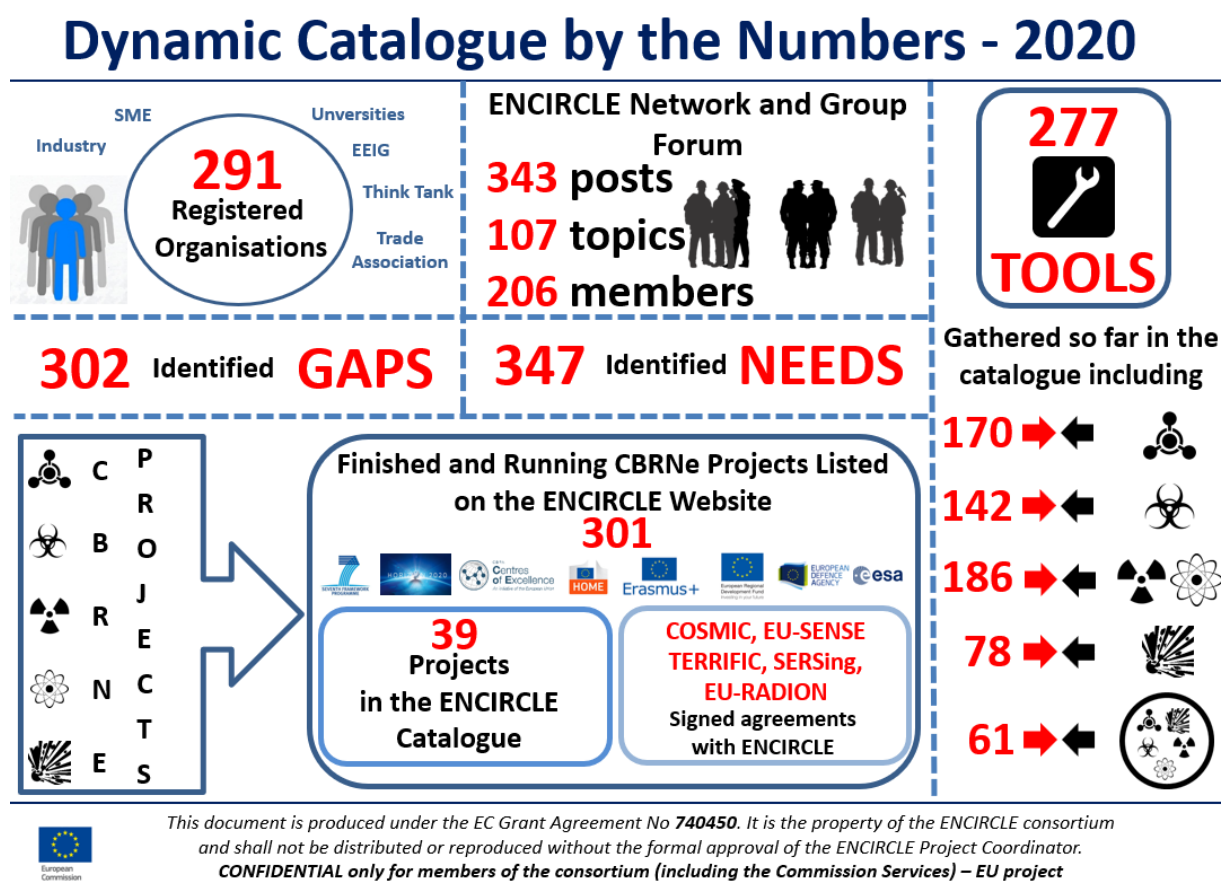 Dynamic Catalogue by the Numbers - 2020
SME
Unversities
Industry
EEIG
Think Tank
Trade
Association
291
Registered
Organisations
ENCIRCLE Network and Group
Forum
343 posts
107 topics
206 members
277
TOOLS
302 Identified GAPS
347 Identified NEEDS
Gathered so far in the
catalogue including
170
142
186
78
61
C
B
R
N
E
P
R
O
J
E
C
T
S
Finished and Running CBRNe Projects Listed
on the ENCIRCLE Website
301
SEVENTH FRAMEWORK
PROGRAMME
HORIZON 2020
Centres
of Excellence
HOME
Erasmus+
European Regional
Development Fund
EUROPEAN
DEFENCE
AGENCY
esa
39
Projects
in the ENCIRCLE
Catalogue
COSMIC, EU-SENSE
TERRIFIC, SERSing,
EU-RADION
Signed agreements
with ENCIRCLE
European
Commission
This document is produced under the EC Grant Agreement No 740450. It is the property of the ENCIRCLE consortium
and shall not be distributed or reproduced without the formal approval of the ENCIRCLE Project Coordinator.
CONFIDENTIAL only for members of the consortium (including the Commission Services) – EU project